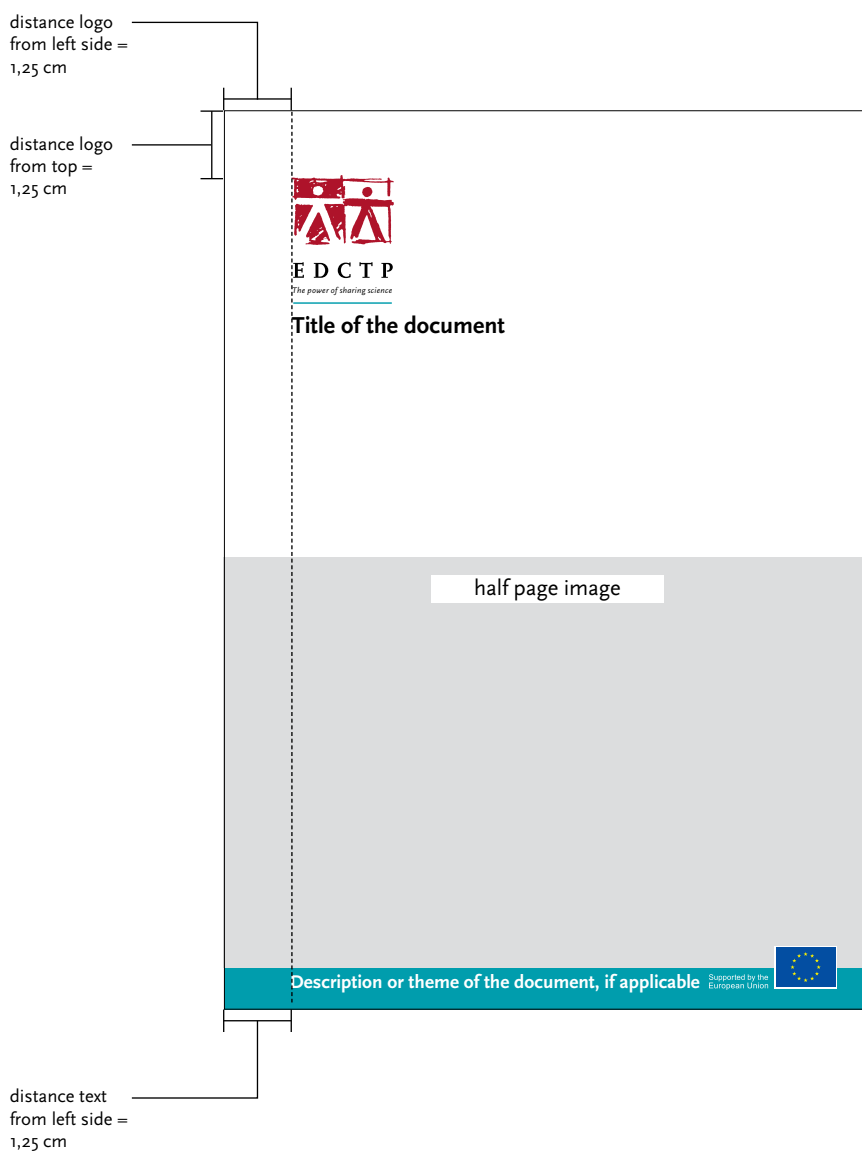 distance logo
from left side =
1,25 cm
distance logo
from top =
1,25 cm
E D C T P
The power of sharing science
Title of the document
half page image
Description or theme of the document, if applicable
Supported by the
European Union
distance text
from left side =
1,25 cm